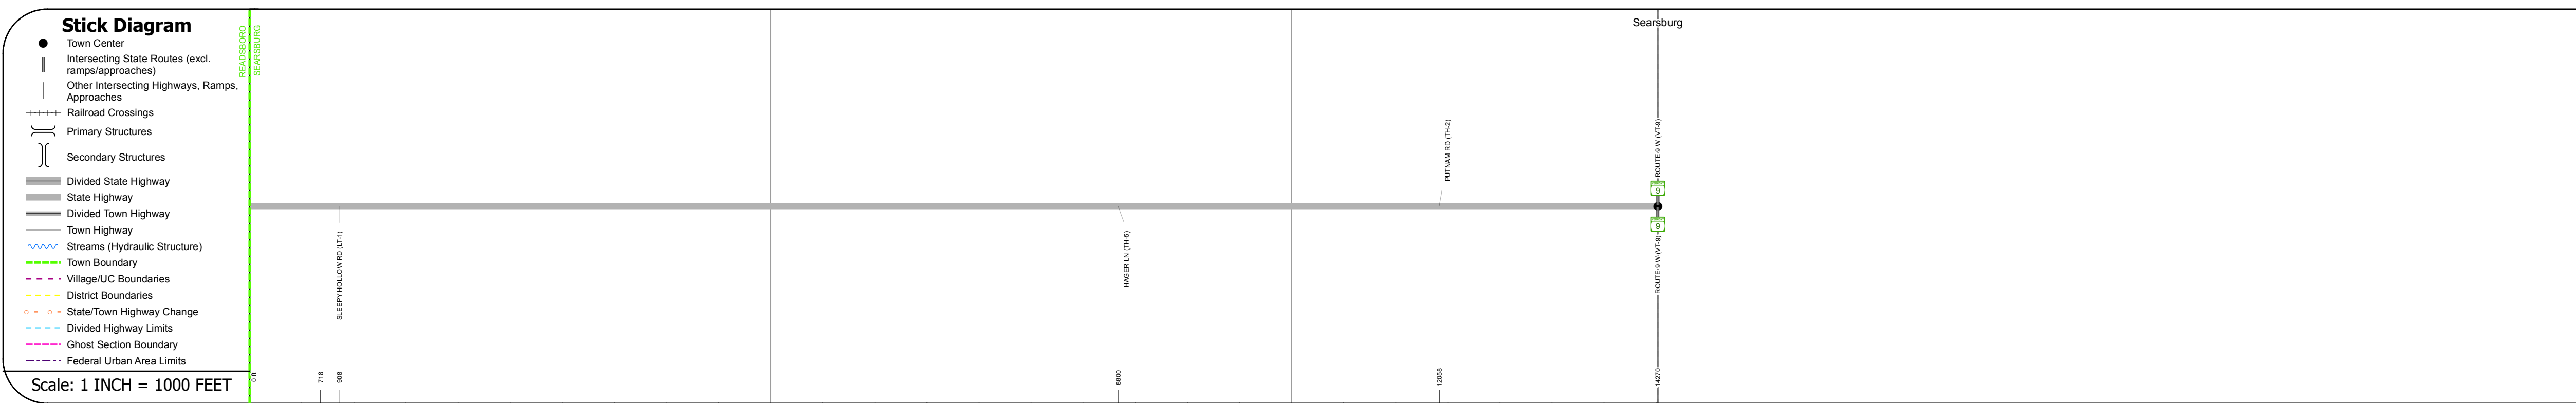 Stick Diagram
Town Center
Intersecting State Routes (excl.
ramps/approaches)
Other Intersecting Highways, Ramps,
Approaches
Railroad Crossings
Primary Structures
Secondary Structures
Divided State Highway
State Highway
Divided Town Highway
Town Highway
Streams (Hydraulic Structure)
Town Boundary
Village/UC Boundaries
District Boundaries
State/Town Highway Change
Divided Highway Limits
Ghost Section Boundary
Federal Urban Area Limits
Scale: 1 INCH = 1000 FEET
READSBORO
SEARSBURG
SLEEPY HOLLOW RD (LT-1)
HAGER LN (TH-5)
PUTNAM RD (TH-2)
Searsburg
ROUTE 9 W (VT-9)
9
9
ROUTE 9 W (VT-9)
0 ft
718
908
8800
12058
14270